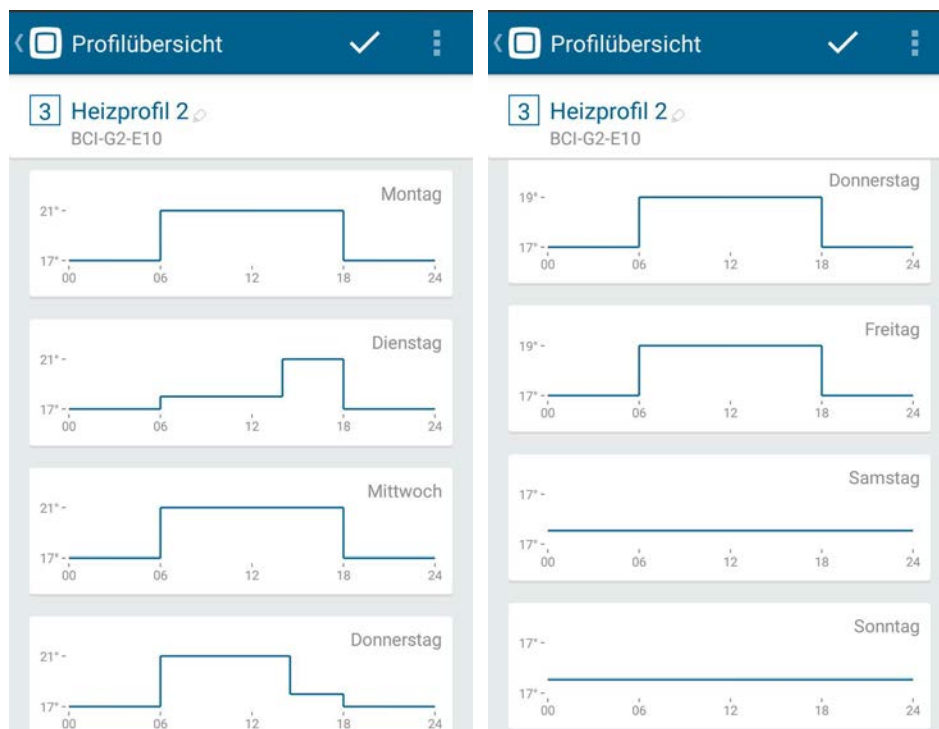 Profilübersicht
3 Heizprofil 2
BCI-G2-E10
Montag
21°
17°
00 06 12 18 24
Dienstag
21°
17°
00 06 12 18 24
Mittwoch
21°
17°
00 06 12 18 24
Donnerstag
21°
17°
00 06 12 18 24
Profilübersicht
3 Heizprofil 2
BCI-G2-E10
Donnerstag
19°
17°
00 06 12 18 24
Freitag
19°
17°
00 06 12 18 24
Samstag
17°
17°
00 06 12 18 24
Sonntag
17°
17°
00 06 12 18 24